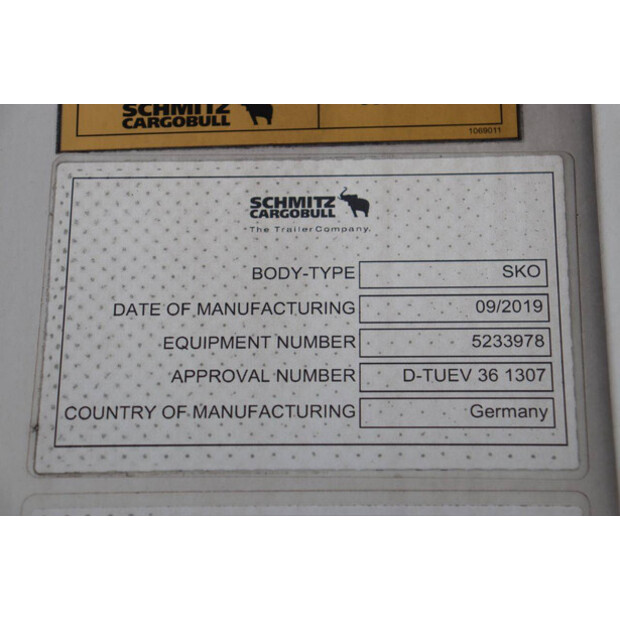 SCHMITZ
CARGOBULL
1069011
SCHMITZ
CARGOBULL
The Trailer Company.
BODY-TYPE SKO
DATE OF MANUFACTURING 09/2019
EQUIPMENT NUMBER 5233978
APPROVAL NUMBER D-TUEV 36 1307
COUNTRY OF MANUFACTURING Germany